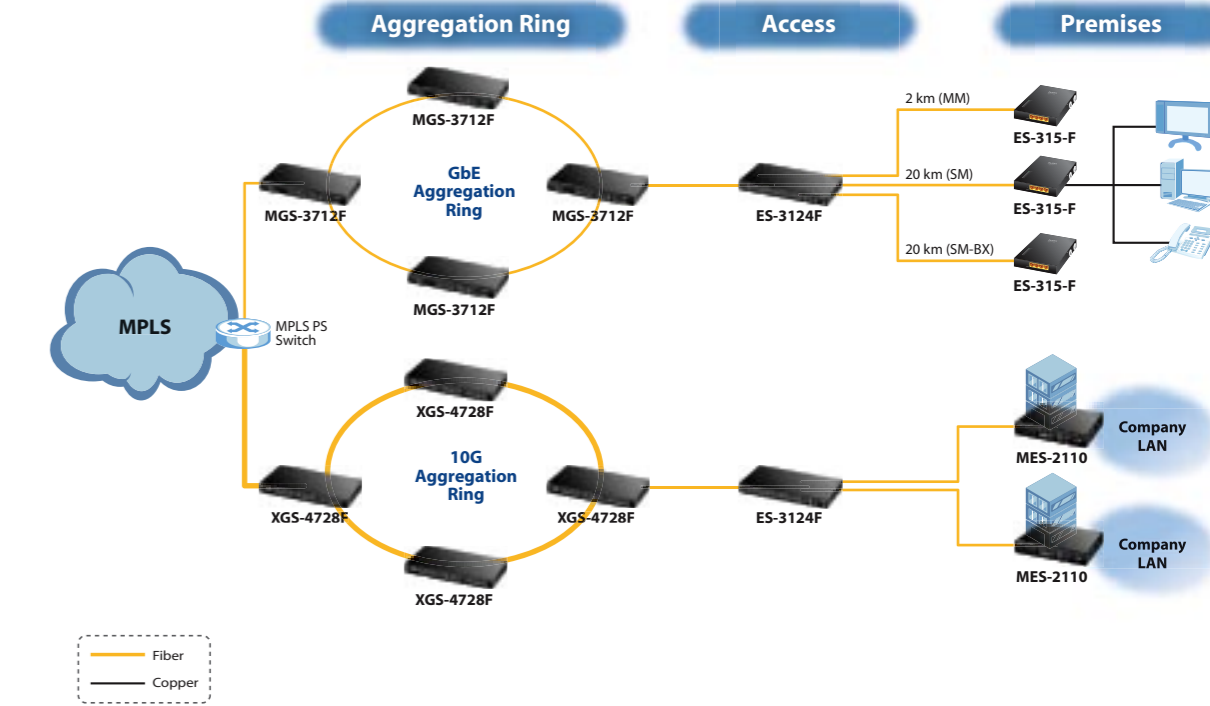 Aggregation Ring
Access
Premises
MGS-3712F
GbE
Aggregation
Ring
MGS-3712F
MGS-3712F
MGS-3712F
ES-3124F
2 km (MM)
ES-315-F
20 km (SM)
ES-315-F
20 km (SM-BX)
ES-315-F
MPLS
MPLS PS
Switch
XGS-4728F
10G
Aggregation
Ring
XGS-4728F
XGS-4728F
XGS-4728F
ES-3124F
MES-2110
Company
LAN
MES-2110
Company
LAN
Fiber
Copper